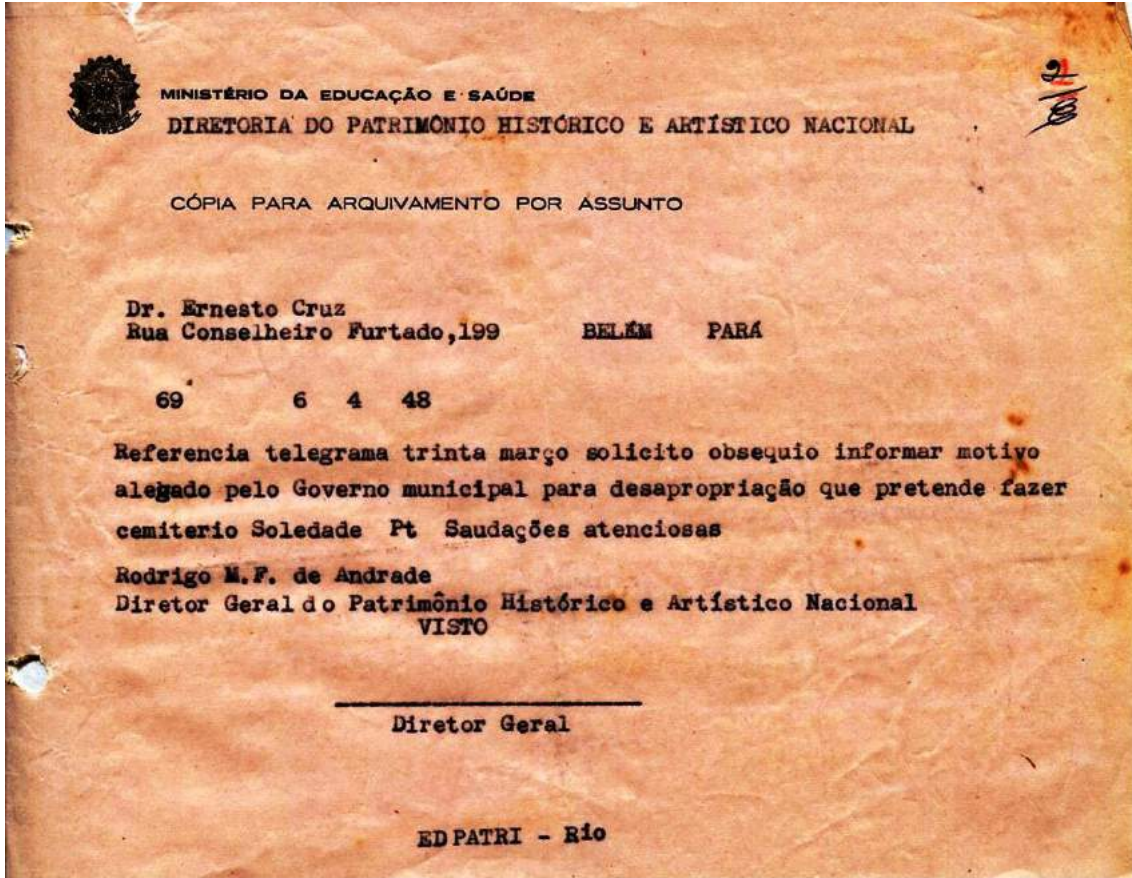 MINISTÉRIO DA EDUCAÇÃO E SAÚDE
DIRETORIA DO PATRIMÔNIO HISTÓRICO E ARTÍSTICO NACIONAL
CÓPIA PARA ARQUIVAMENTO POR ASSUNTO
Dr. Ernesto Cruz
Rua Conselheiro Furtado,199 BELÉM PARÁ
69 6 4 48
Referencia telegrama trinta março solicito obsequio informar motivo
alegado pelo Governo municipal para desapropriação que pretende fazer
cemiterio Soledade Pt Saudações atenciosas
Rodrigo M.F. de Andrade
Diretor Geral do Patrimônio Histórico e Artístico Nacional
VISTO
Diretor Geral
EDPATRI - Rio